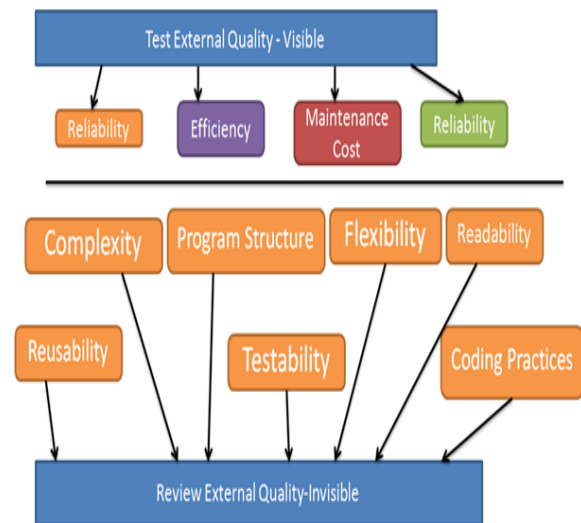 Test External Quality - Visible
Reliability
Efficiency
Maintenance
Cost
Reliability
Complexity
Program Structure
Flexibility
Readability
Reusability
Testability
Coding Practices
Review External Quality-Invisible